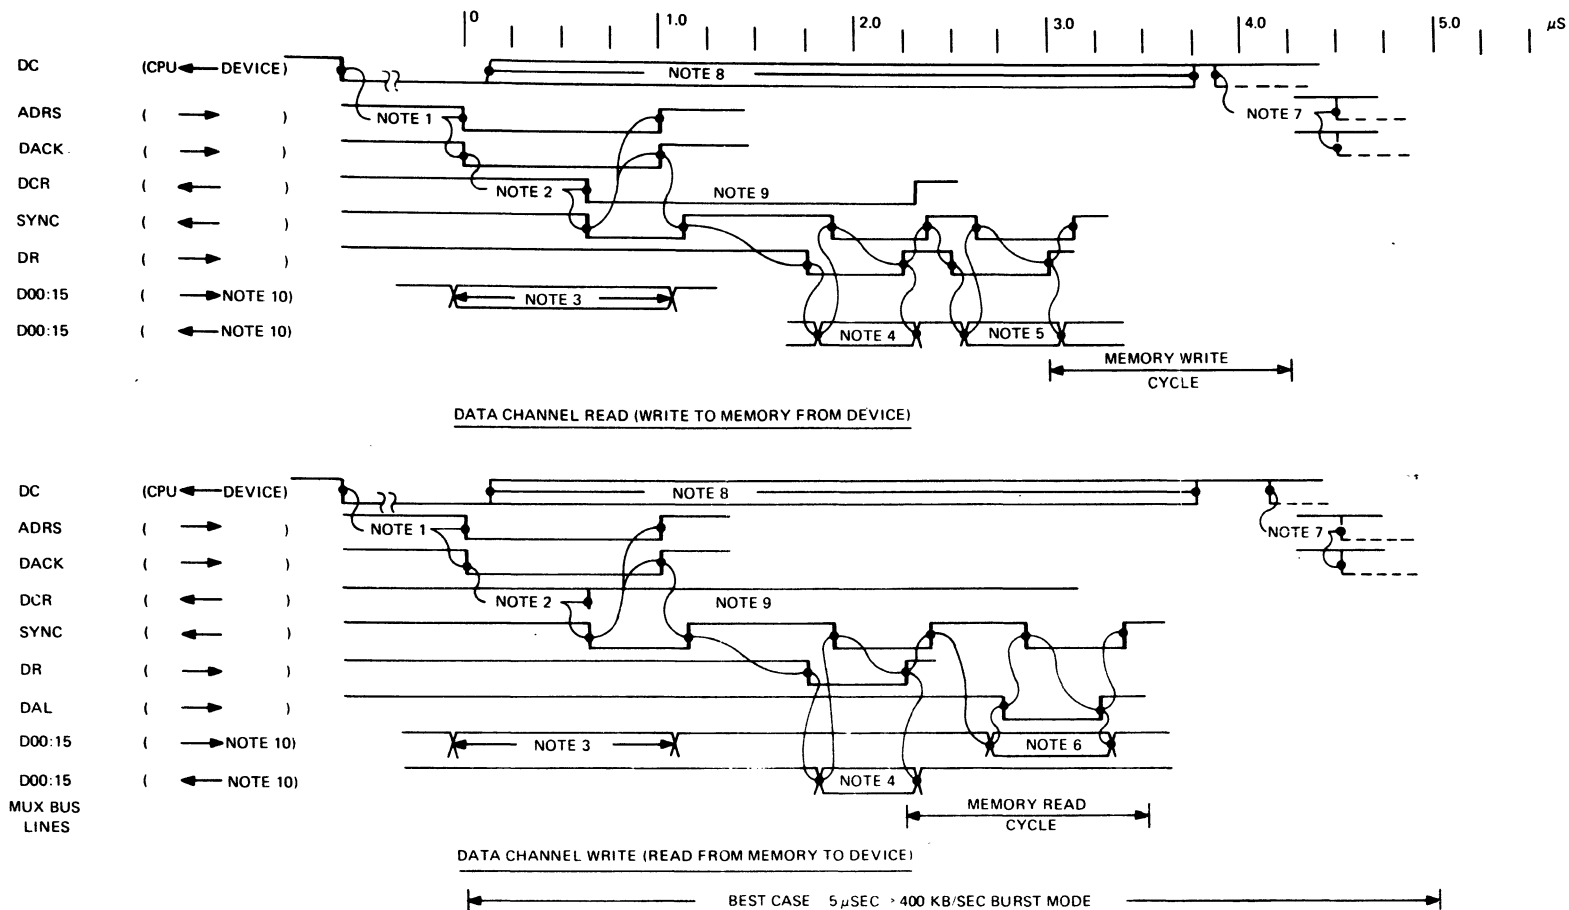 0 1.0 2.0 3.0 4.0 5.0 μS
DC (CPU ← DEVICE) NOTE 8
ADRS ( → ) NOTE 1 NOTE 7
DACK ( → )
DCR ( ← ) NOTE 2 NOTE 9
SYNC ( ← )
DR ( → )
D00:15 ( → NOTE 10) NOTE 3
D00:15 ( ← NOTE 10) NOTE 4 NOTE 5
MEMORY WRITE
CYCLE
DATA CHANNEL READ (WRITE TO MEMORY FROM DEVICE)
DC (CPU ← DEVICE) NOTE 8
ADRS ( → ) NOTE 1 NOTE 7
DACK ( → )
DCR ( ← ) NOTE 2 NOTE 9
SYNC ( ← )
DR ( → )
DAL ( → )
D00:15 ( → NOTE 10) NOTE 3 NOTE 6
D00:15 ( ← NOTE 10) NOTE 4
MUX BUS
LINES
MEMORY READ
CYCLE
DATA CHANNEL WRITE (READ FROM MEMORY TO DEVICE)
BEST CASE 5 μSEC > 400 KB/SEC BURST MODE